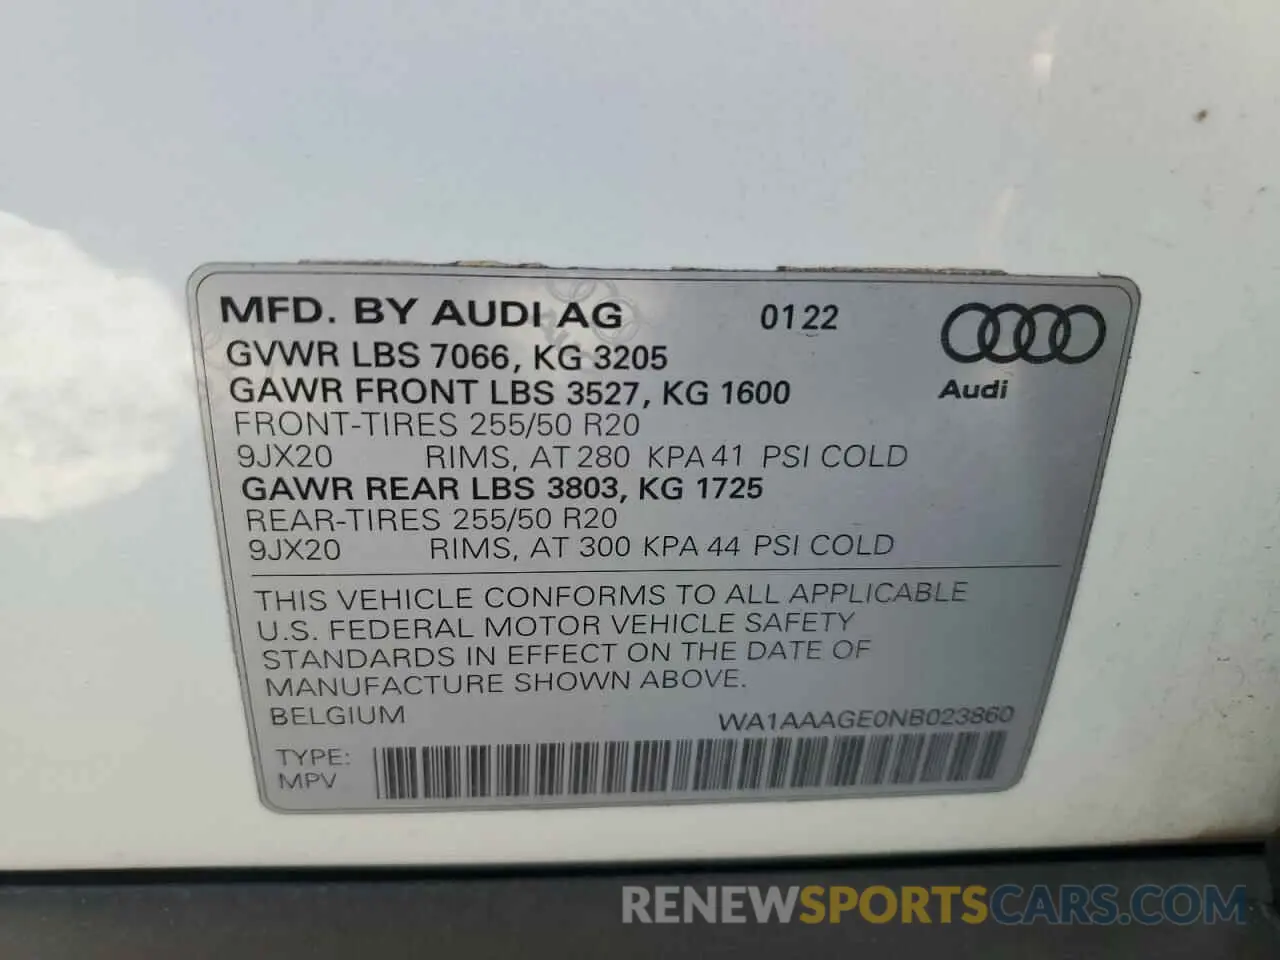 MFD. BY AUDI AG 0122
GVWR LBS 7066, KG 3205
GAWR FRONT LBS 3527, KG 1600
Audi
FRONT-TIRES 255/50 R20
9JX20 RIMS, AT 280 KPA 41 PSI COLD
GAWR REAR LBS 3803, KG 1725
REAR-TIRES 255/50 R20
9JX20 RIMS, AT 300 KPA 44 PSI COLD
THIS VEHICLE CONFORMS TO ALL APPLICABLE
U.S. FEDERAL MOTOR VEHICLE SAFETY
STANDARDS IN EFFECT ON THE DATE OF
MANUFACTURE SHOWN ABOVE.
BELGIUM WA1AAAGE0NB023860
TYPE:
MPV
RENEWSPORTSCARS.COM